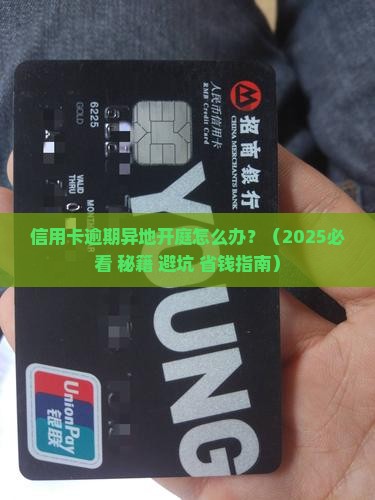 信用卡逾期异地开庭怎么办？（2025必
看 秘藉 避坑 省钱指南）
招商银行
CHINA MERCHANTS BANK
人民币信用卡
RMB Credit Card
YOUNG
6225
GOLD
VALID
THRU
MONTH
UnionPay
银联